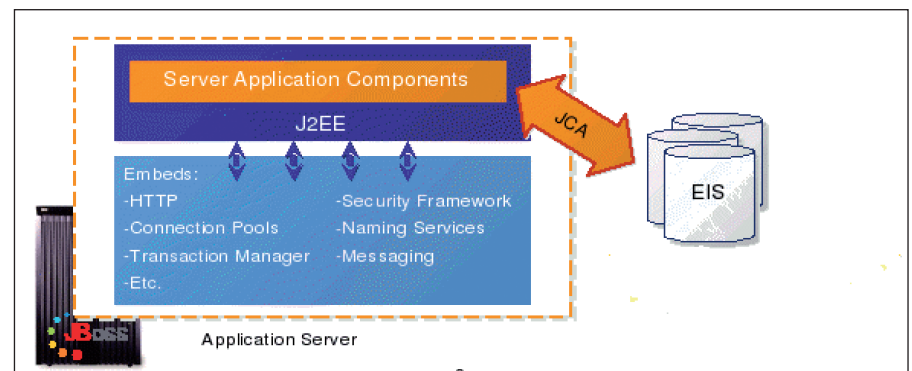 Server Application Components
J2EE
JCA
EIS
Embeds:
-HTTP
-Connection Pools
-Transaction Manager
-Etc.
-Security Framework
-Naming Services
-Messaging
JBoss
Application Server